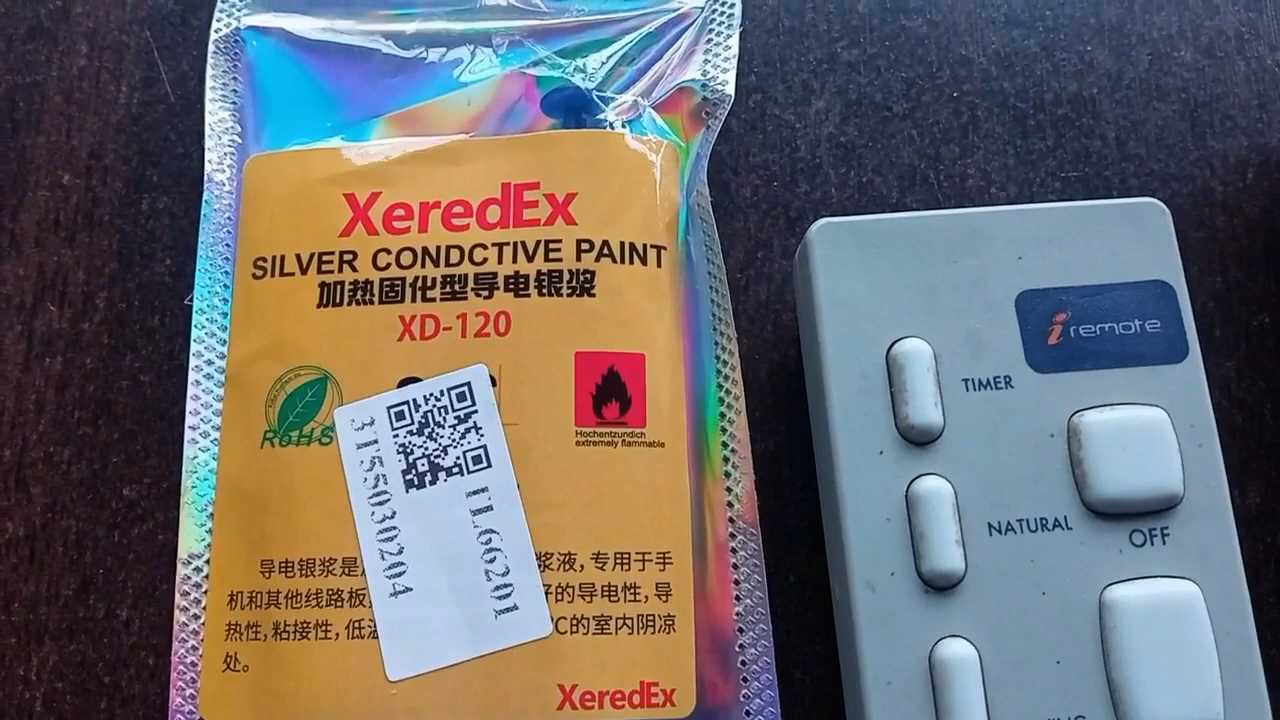 XeredEx
SILVER CONDCTIVE PAINT
加热固化型导电银浆
XD-120
RoHS
Hochentzundich
extremely flammable
3155030204
TL66201
导电银浆是 浆液，专用于手
机和其他线路板 的导电性，导
热性，粘接性，低温 ℃的室内阴凉
处。
XeredEx
i remote
TIMER
NATURAL
OFF